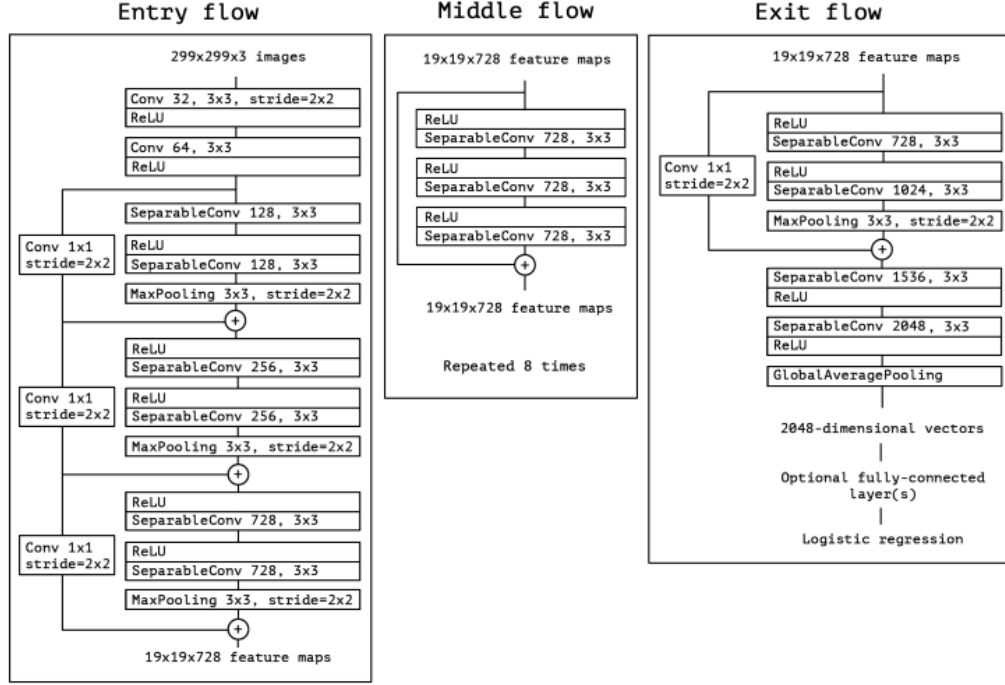 Entry flow
299x299x3 images
Conv 32, 3x3, stride=2x2
ReLU
Conv 64, 3x3
ReLU
SeparableConv 128, 3x3
Conv 1x1
stride=2x2
ReLU
SeparableConv 128, 3x3
MaxPooling 3x3, stride=2x2
+
ReLU
SeparableConv 256, 3x3
Conv 1x1
stride=2x2
ReLU
SeparableConv 256, 3x3
MaxPooling 3x3, stride=2x2
+
ReLU
SeparableConv 728, 3x3
Conv 1x1
stride=2x2
ReLU
SeparableConv 728, 3x3
MaxPooling 3x3, stride=2x2
+
19x19x728 feature maps
Middle flow
19x19x728 feature maps
ReLU
SeparableConv 728, 3x3
ReLU
SeparableConv 728, 3x3
ReLU
SeparableConv 728, 3x3
+
19x19x728 feature maps
Repeated 8 times
Exit flow
19x19x728 feature maps
ReLU
SeparableConv 728, 3x3
Conv 1x1
stride=2x2
ReLU
SeparableConv 1024, 3x3
MaxPooling 3x3, stride=2x2
+
SeparableConv 1536, 3x3
ReLU
SeparableConv 2048, 3x3
ReLU
GlobalAveragePooling
2048-dimensional vectors
Optional fully-connected
layer(s)
Logistic regression